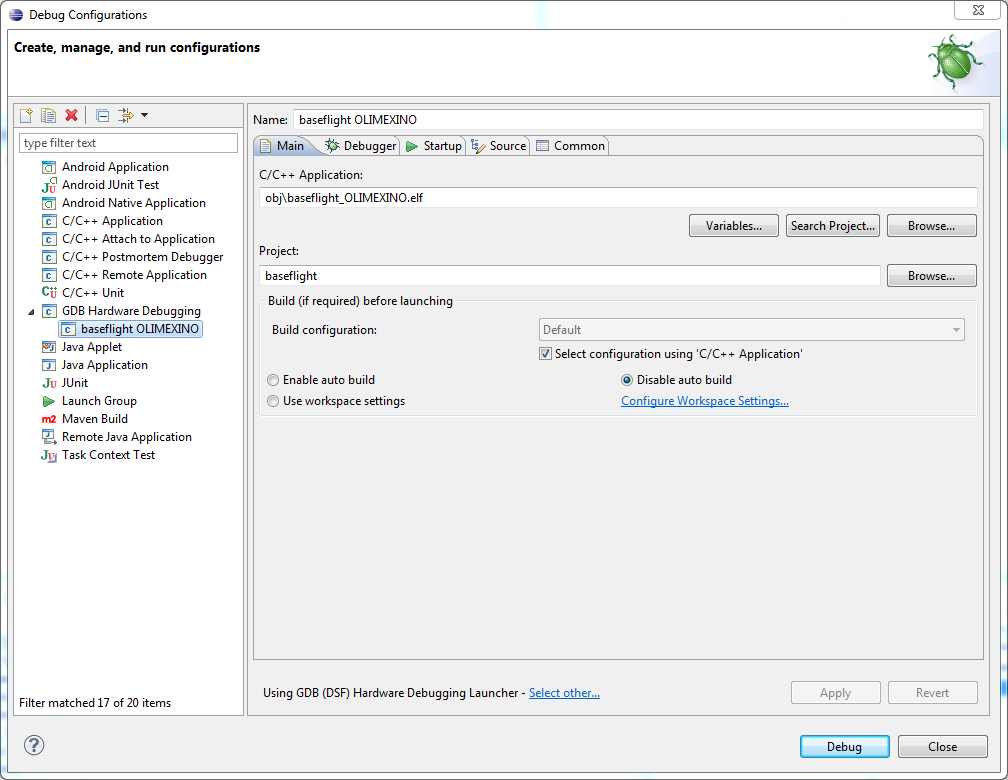 Debug Configurations
Create, manage, and run configurations
type filter text
Android Application
Android JUnit Test
Android Native Application
C/C++ Application
C/C++ Attach to Application
C/C++ Postmortem Debugger
C/C++ Remote Application
C/C++ Unit
GDB Hardware Debugging
baseflight OLIMEXINO
Java Applet
Java Application
JUnit
Launch Group
Maven Build
Remote Java Application
Task Context Test
Filter matched 17 of 20 items
Name: baseflight OLIMEXINO
Main Debugger Startup Source Common
C/C++ Application:
obj\baseflight_OLIMEXINO.elf
Variables... Search Project... Browse...
Project:
baseflight Browse...
Build (if required) before launching
Build configuration: Default
Select configuration using 'C/C++ Application'
Enable auto build Disable auto build
Use workspace settings Configure Workspace Settings...
Using GDB (DSF) Hardware Debugging Launcher - Select other...
Apply Revert
Debug Close